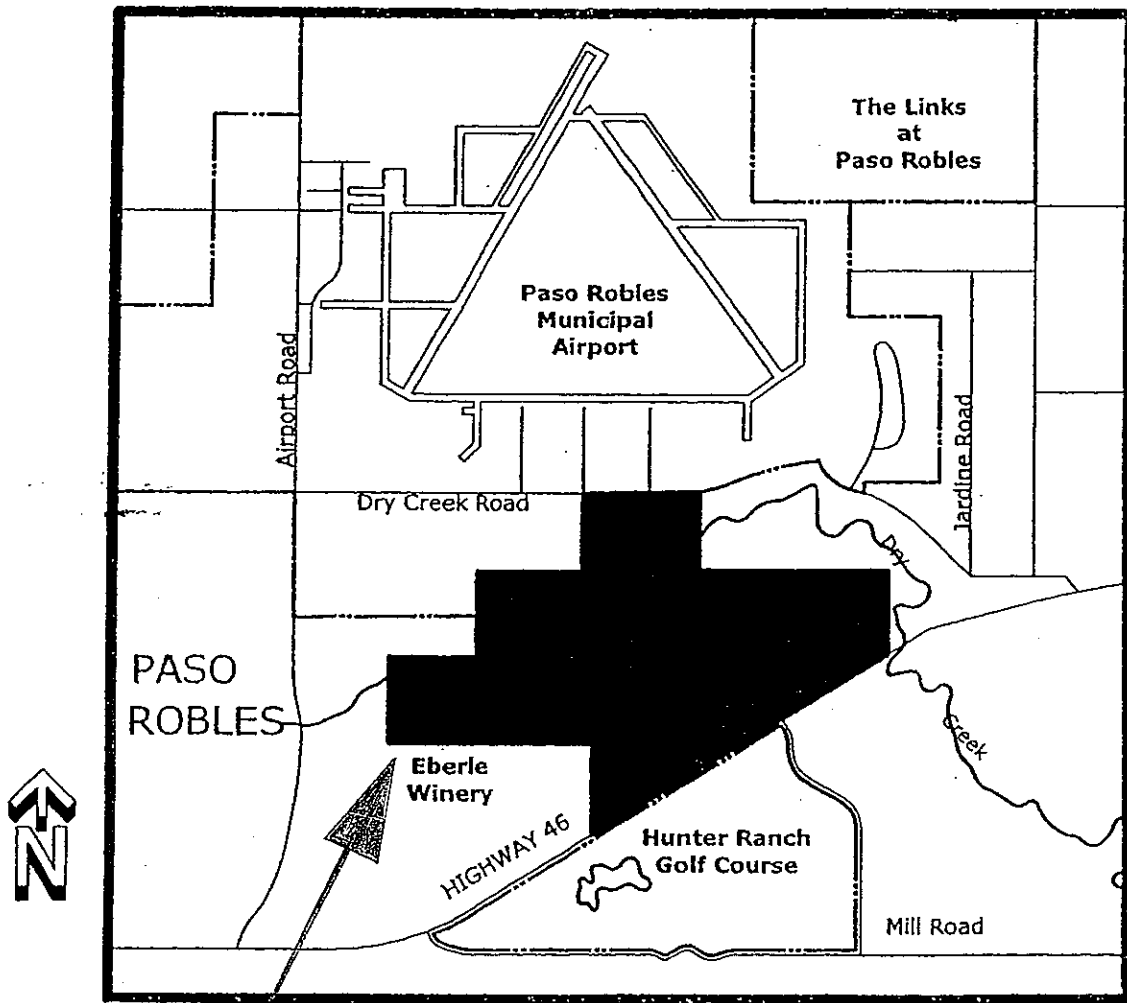 The Links
at
Paso Robles
Paso Robles
Municipal
Airport
Airport Road
Jardine Road
Dry Creek Road
Dry
Creek
PASO
ROBLES
Eberle
Winery
HIGHWAY 46
Hunter Ranch
Golf Course
Mill Road
N